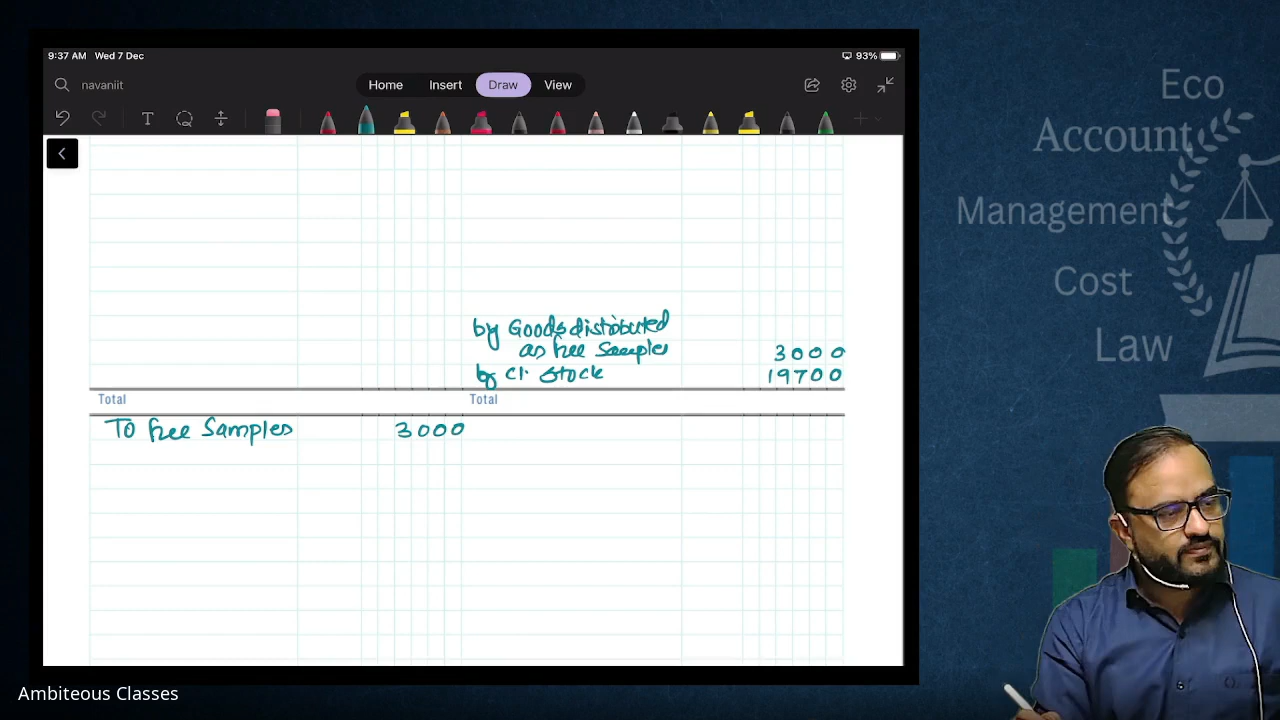 9:37 AM Wed 7 Dec
93%
navaniit
Home Insert Draw View
T
by Goods distributed
as free Samples 3000
by Cl. Stock 19700
Total Total
To free Samples 3000
Eco
Account
Management
Cost
Law
Ambiteous Classes